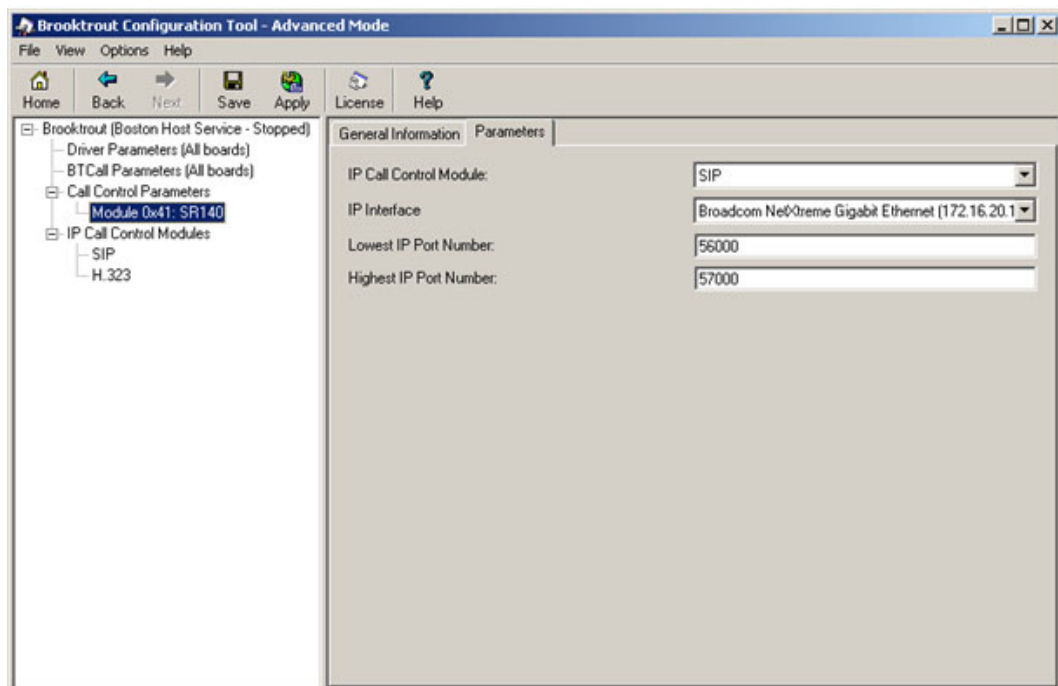 Brooktrout Configuration Tool - Advanced Mode
File View Options Help
Home Back Next Save Apply License Help
Brooktrout (Boston Host Service - Stopped)
Driver Parameters (All boards)
BTCall Parameters (All boards)
Call Control Parameters
Module 0x41: SR140
IP Call Control Modules
SIP
H.323
General Information Parameters
IP Call Control Module: SIP
IP Interface Broadcom NetXtreme Gigabit Ethernet (172.16.20.1
Lowest IP Port Number: 56000
Highest IP Port Number: 57000